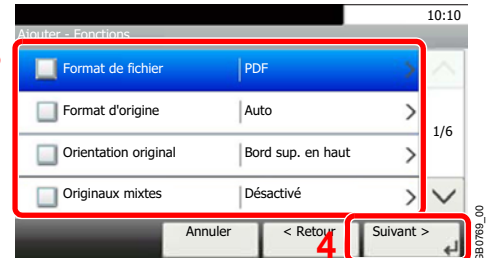 10:10
Ajouter - Fonctions
Format de fichier PDF
Format d'origine Auto
1/6
Orientation original Bord sup. en haut
Originaux mixtes Désactivé
Annuler < Retour Suivant >
4
GB0769_00